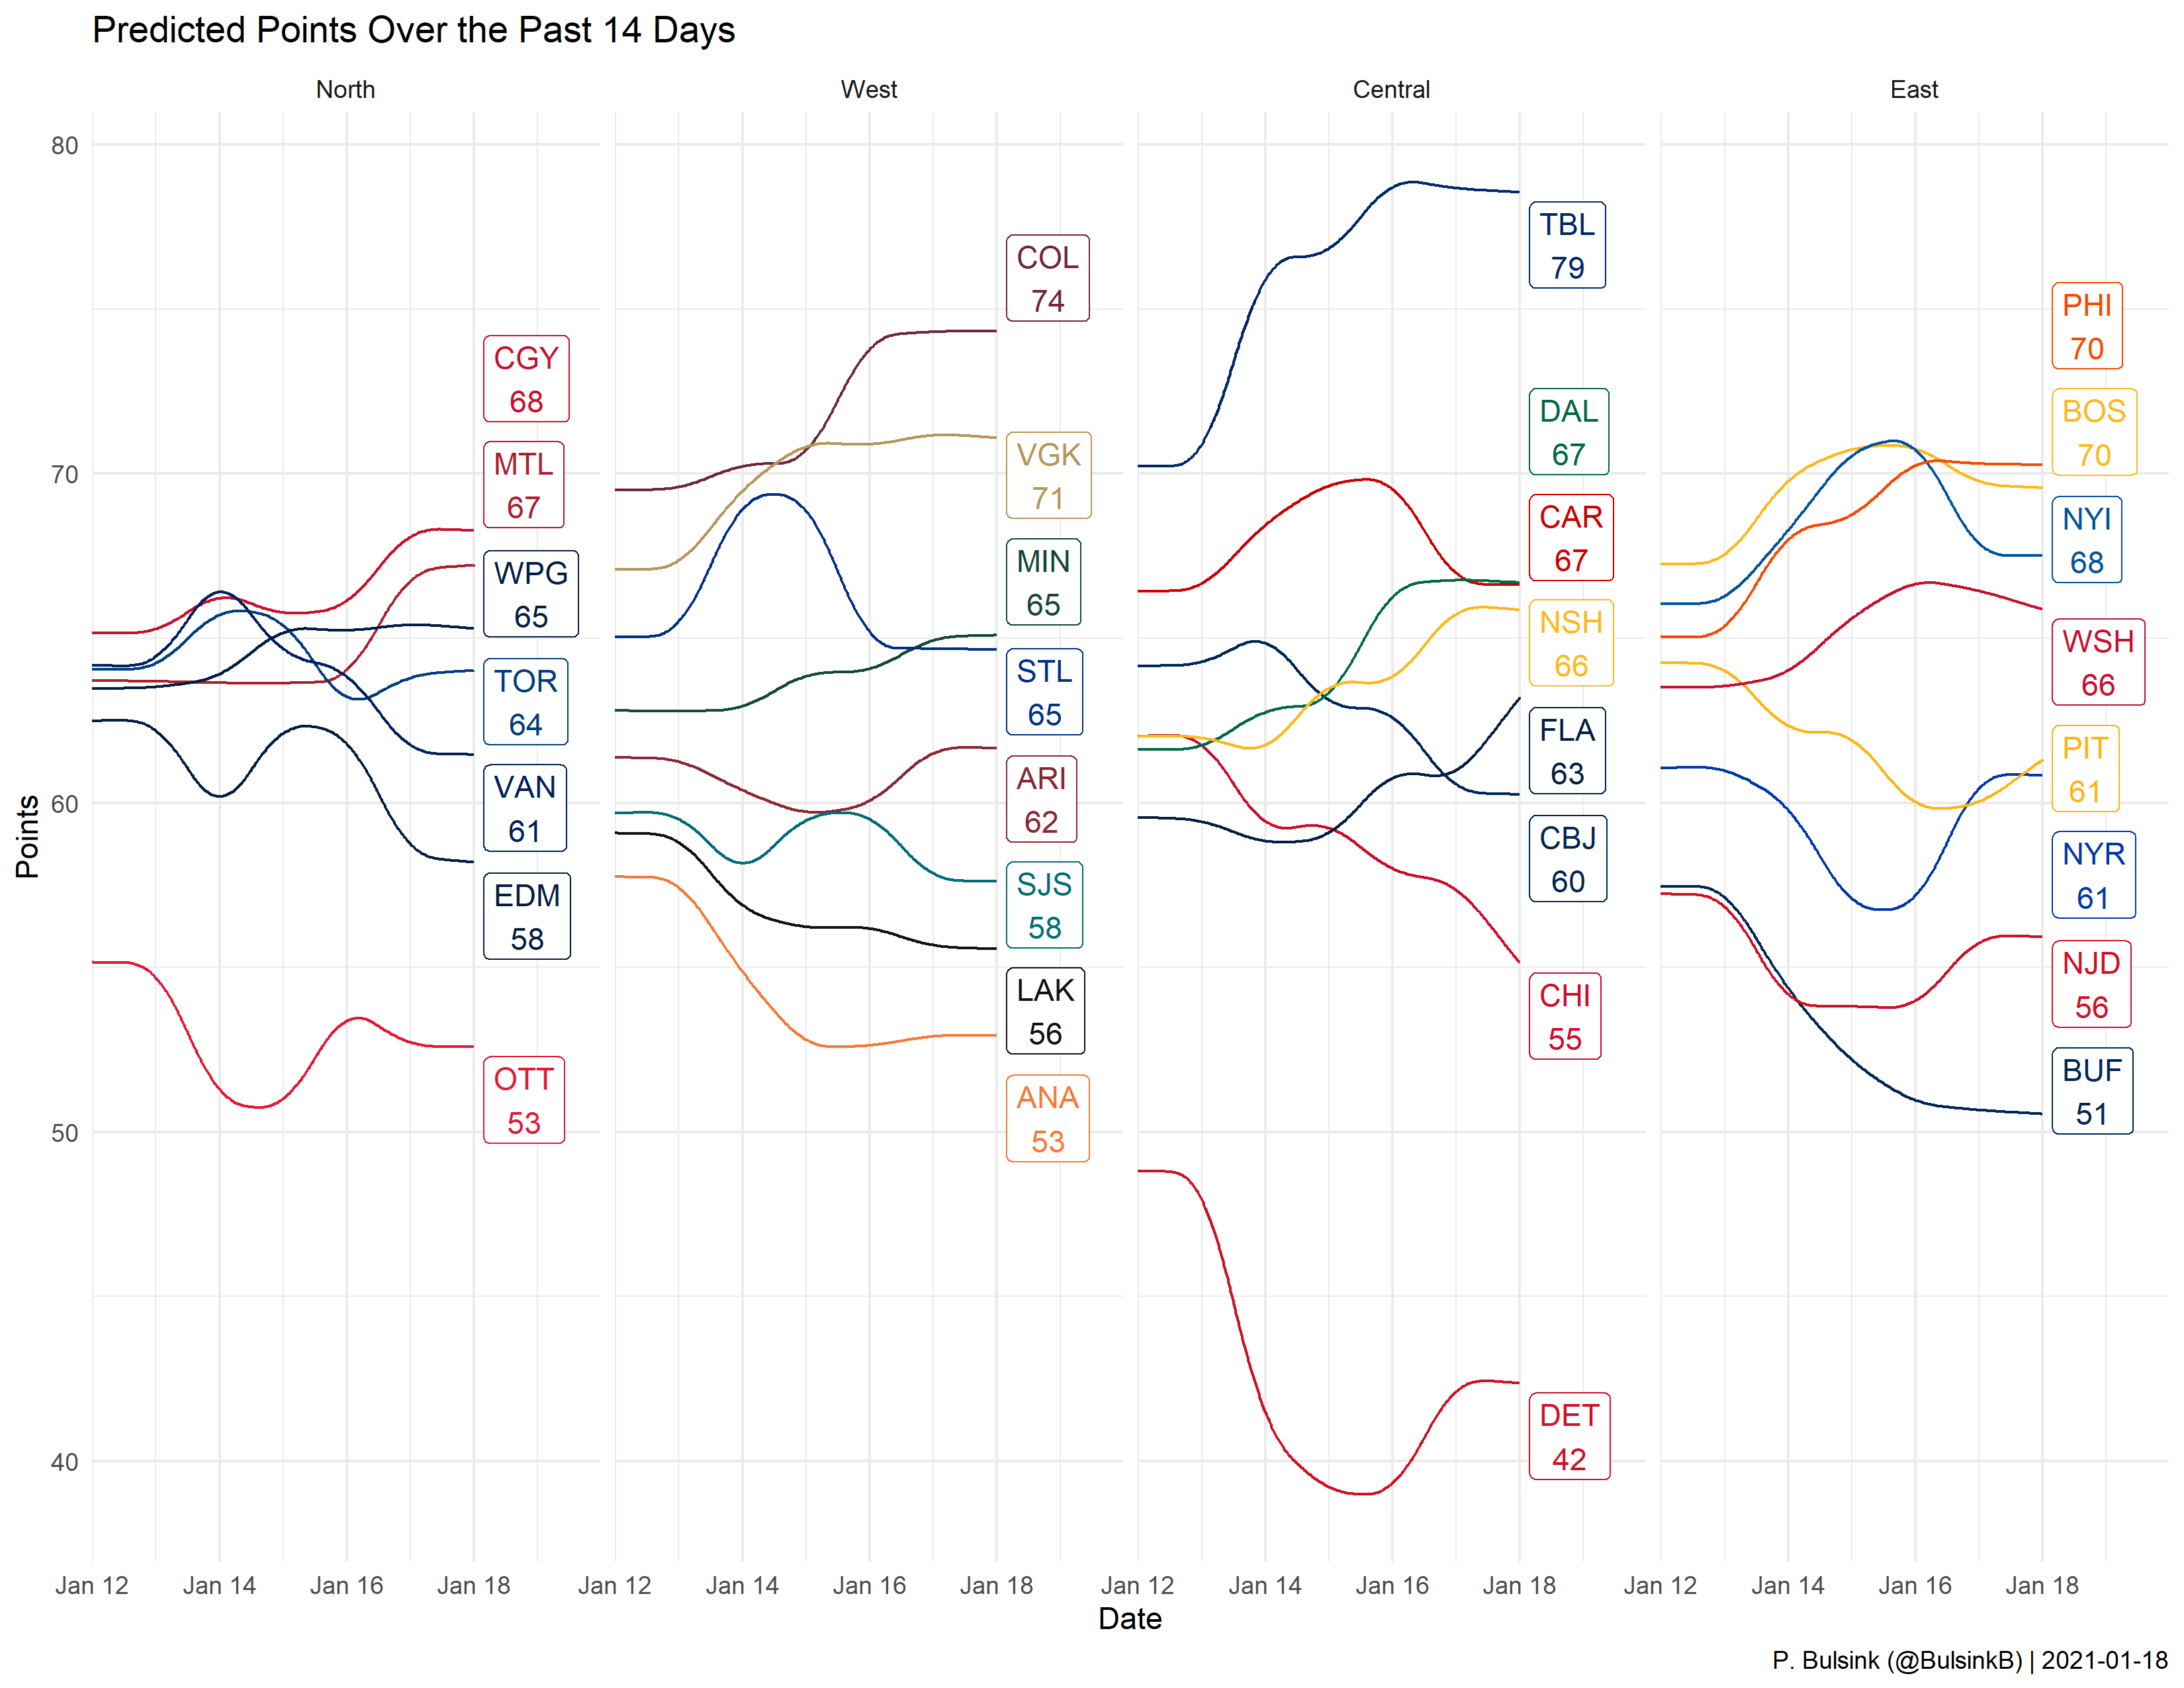 Predicted Points Over the Past 14 Days
North
West
Central
East
80
70
60
50
40
Points
CGY
68
MTL
67
WPG
65
TOR
64
VAN
61
EDM
58
OTT
53
COL
74
VGK
71
MIN
65
STL
65
ARI
62
SJS
58
LAK
56
ANA
53
TBL
79
DAL
67
CAR
67
NSH
66
FLA
63
CBJ
60
CHI
55
DET
42
PHI
70
BOS
70
NYI
68
WSH
66
PIT
61
NYR
61
NJD
56
BUF
51
Jan 12 Jan 14 Jan 16 Jan 18
Jan 12 Jan 14 Jan 16 Jan 18
Jan 12 Jan 14 Jan 16 Jan 18
Jan 12 Jan 14 Jan 16 Jan 18
Date
P. Bulsink (@BulsinkB) | 2021-01-18